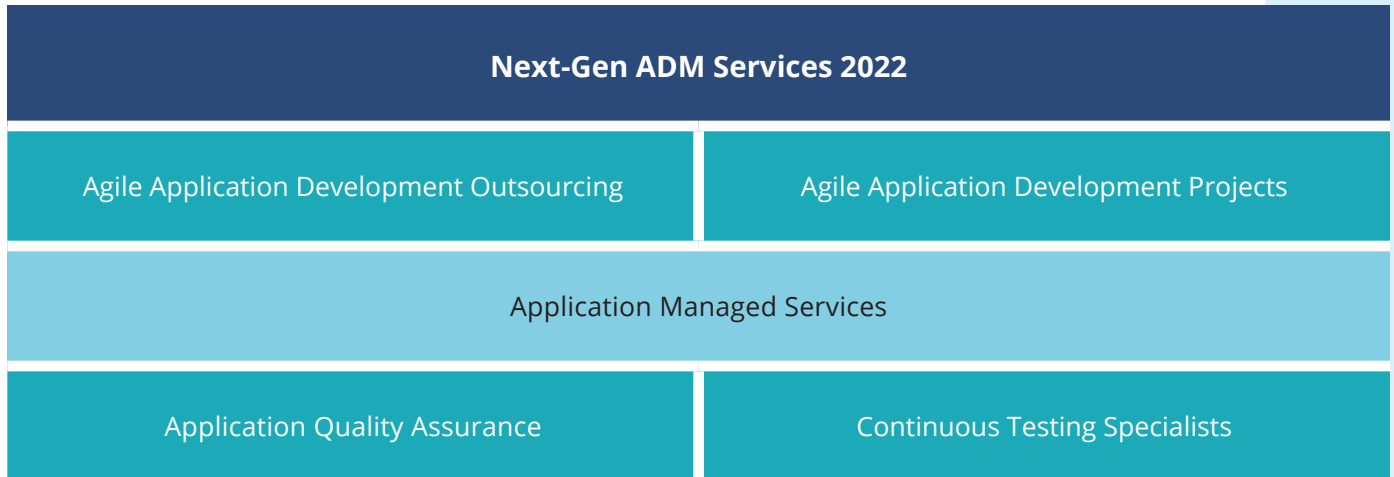 Next-Gen ADM Services 2022
Agile Application Development Outsourcing
Agile Application Development Projects
Application Managed Services
Application Quality Assurance
Continuous Testing Specialists